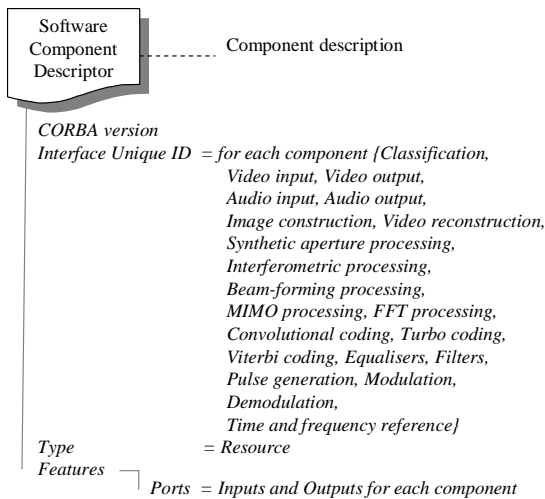 Software
Component
Descriptor
Component description
CORBA version
Interface Unique ID = for each component {Classification,
Video input, Video output,
Audio input, Audio output,
Image construction, Video reconstruction,
Synthetic aperture processing,
Interferometric processing,
Beam-forming processing,
MIMO processing, FFT processing,
Convolutional coding, Turbo coding,
Viterbi coding, Equalisers, Filters,
Pulse generation, Modulation,
Demodulation,
Time and frequency reference}
Type = Resource
Features
Ports = Inputs and Outputs for each component